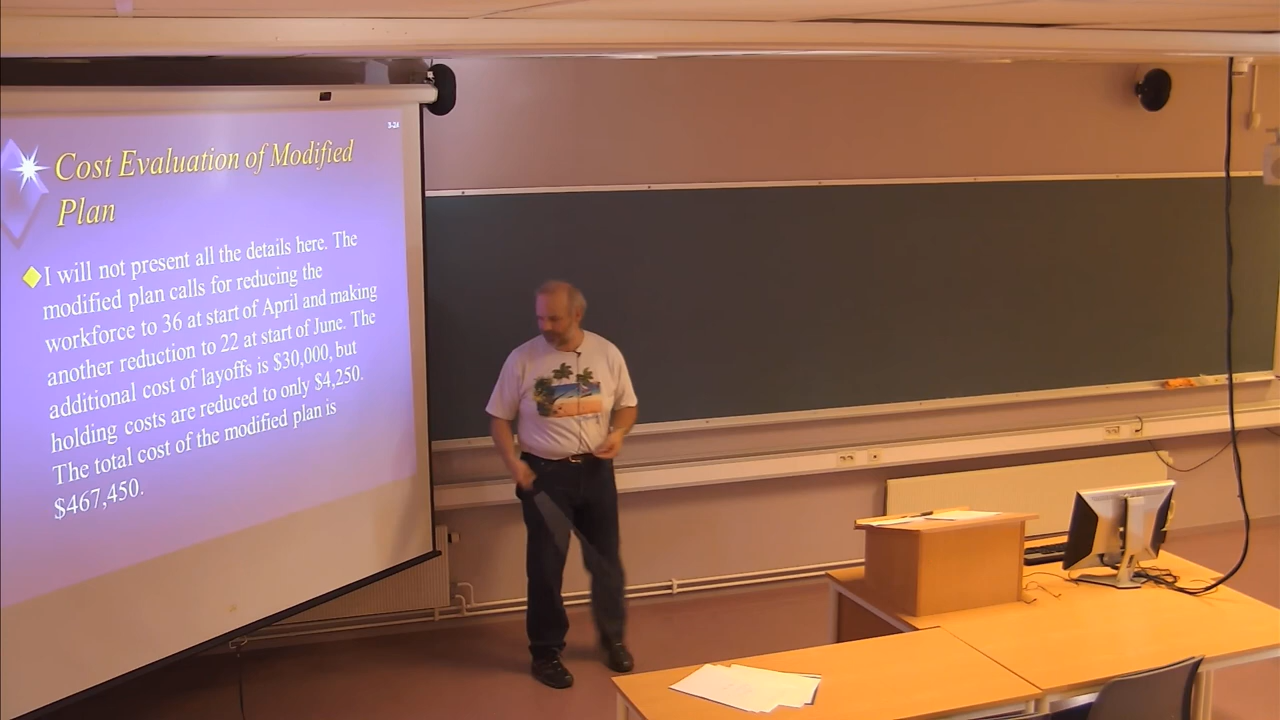 3-24
Cost Evaluation of Modified
Plan
I will not present all the details here. The
modified plan calls for reducing the
workforce to 36 at start of April and making
another reduction to 22 at start of June. The
additional cost of layoffs is $30,000, but
holding costs are reduced to only $4,250.
The total cost of the modified plan is
$467,450.